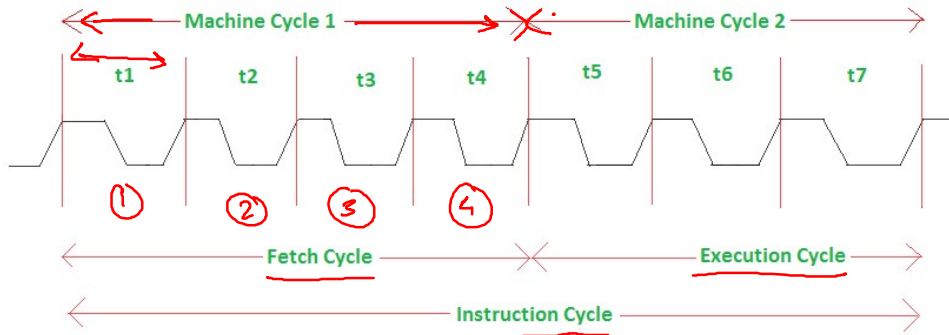 Machine Cycle 1 Machine Cycle 2
t1 t2 t3 t4 t5 t6 t7
1 2 3 4
Fetch Cycle Execution Cycle
Instruction Cycle